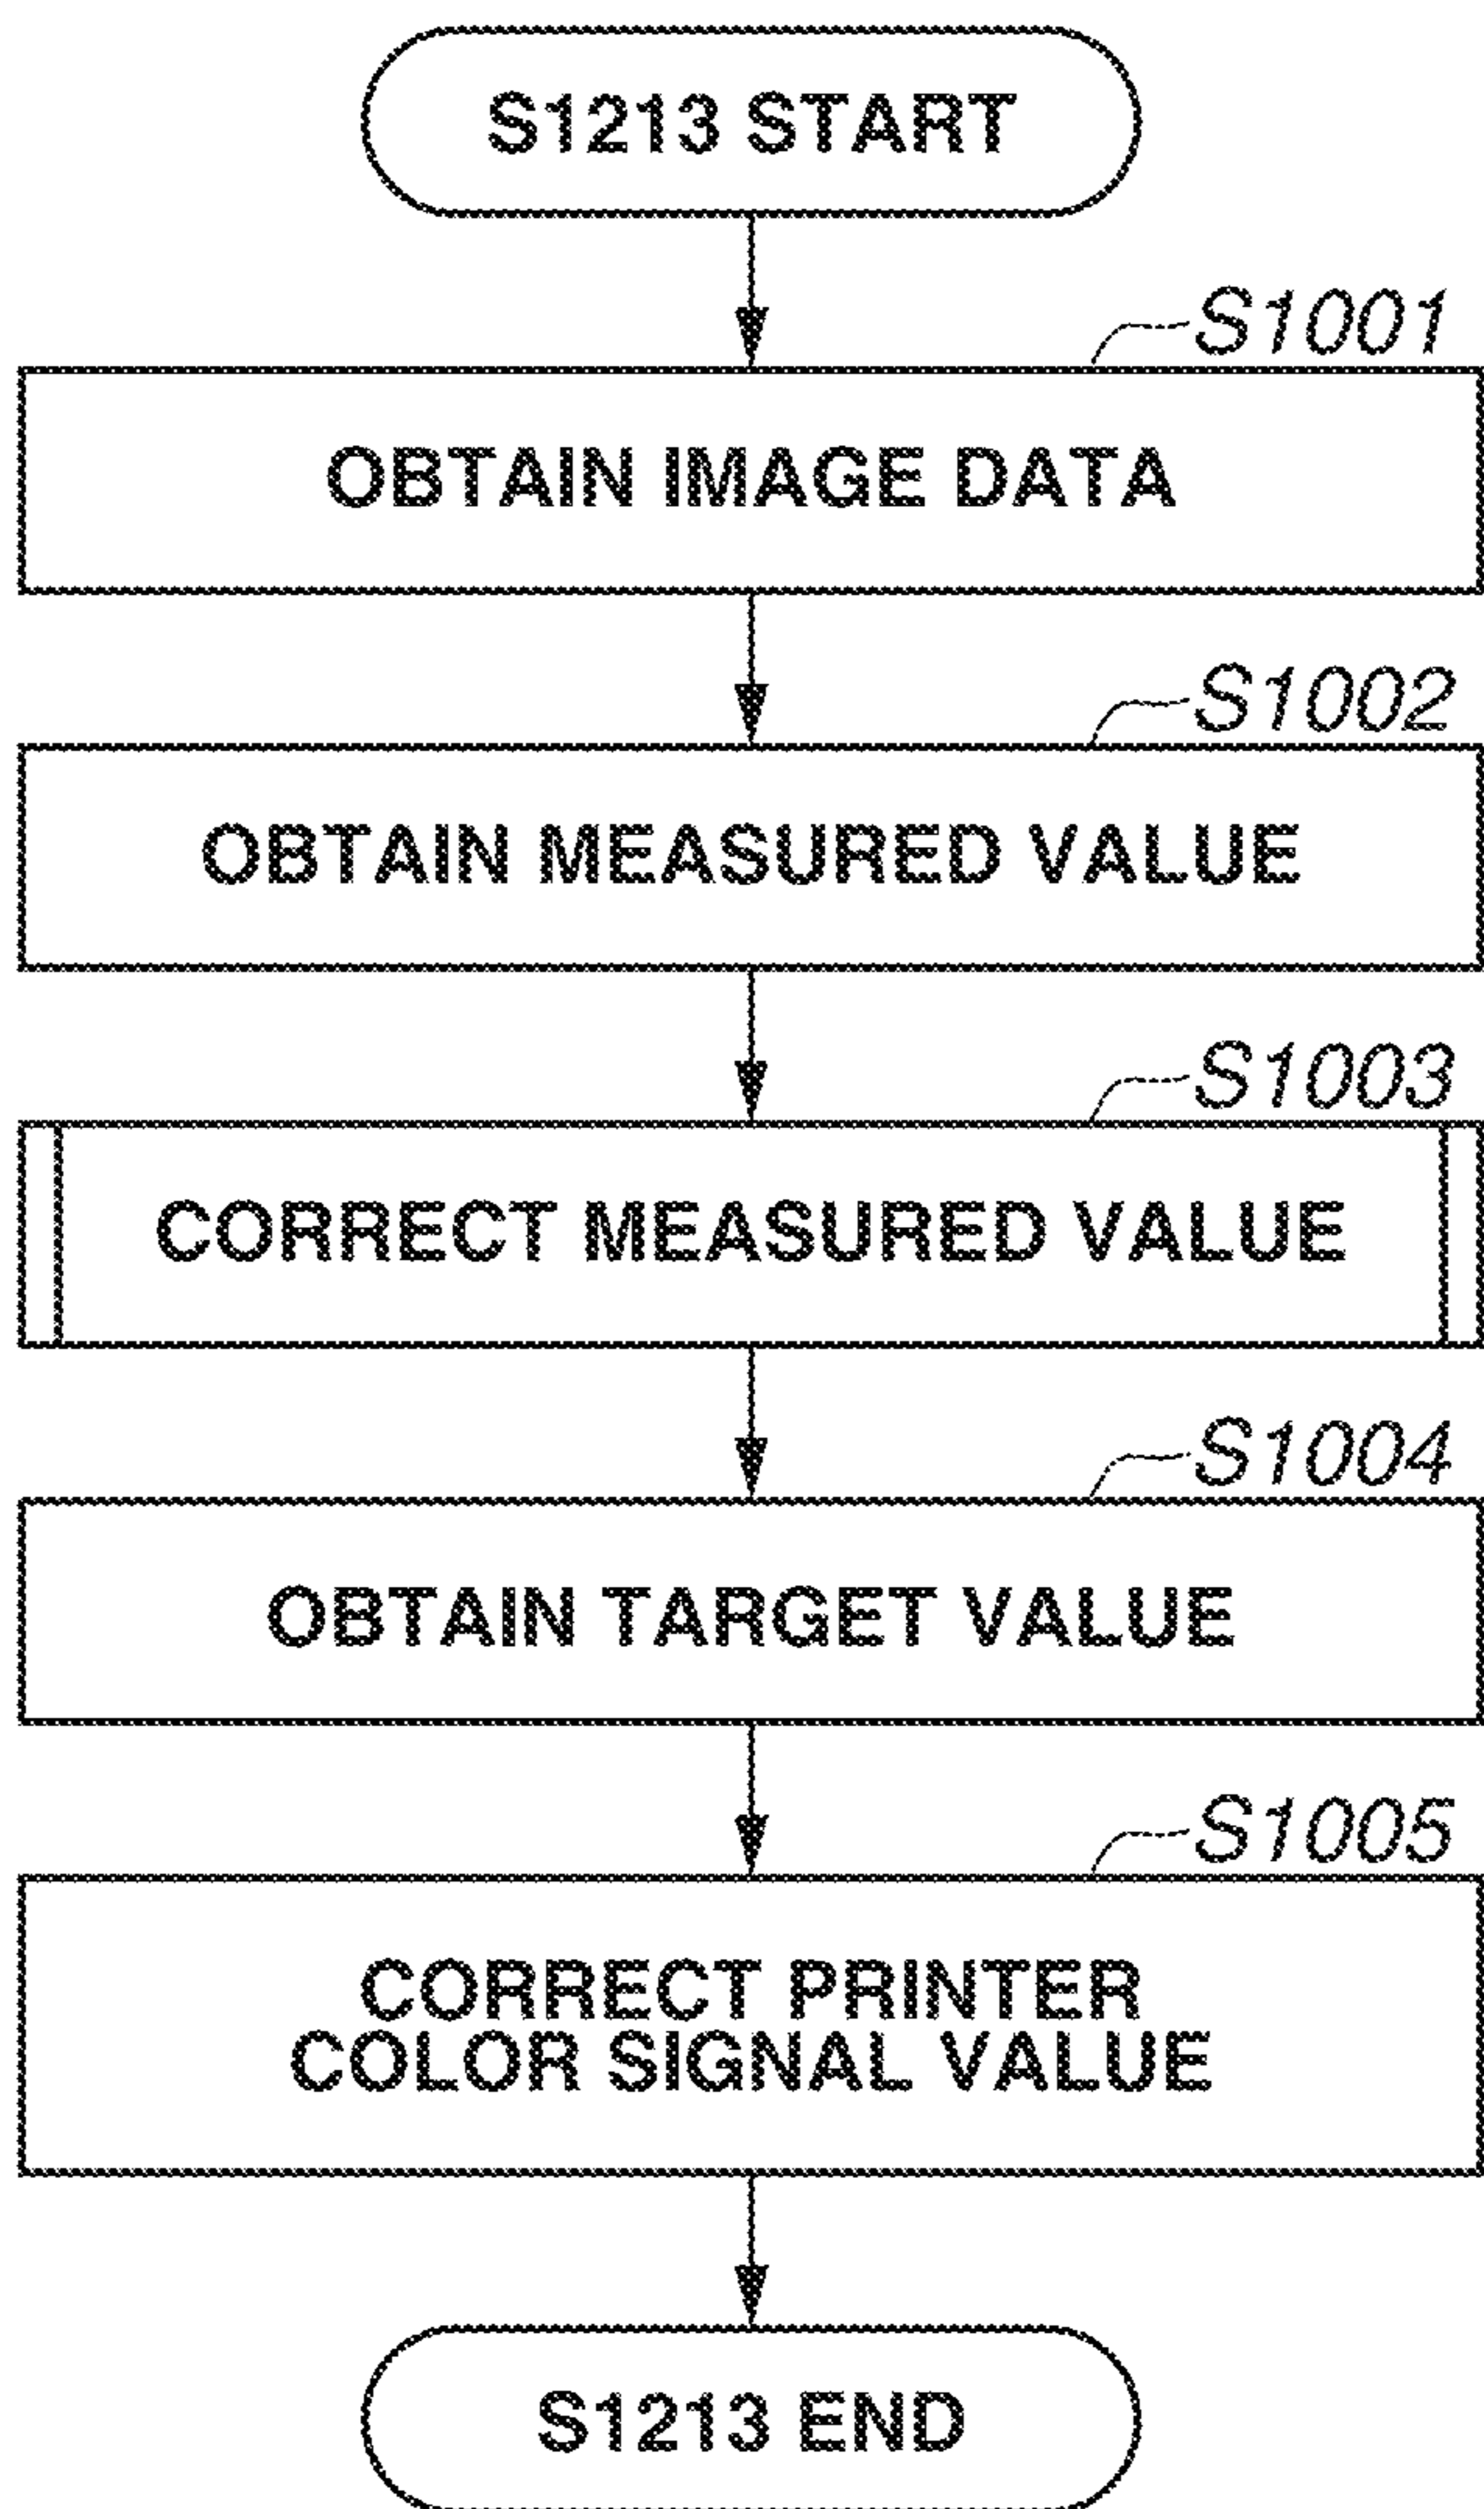 S1213 START
S1001
OBTAIN IMAGE DATA
S1002
OBTAIN MEASURED VALUE
S1003
CORRECT MEASURED VALUE
S1004
OBTAIN TARGET VALUE
S1005
CORRECT PRINTER
COLOR SIGNAL VALUE
S1213 END